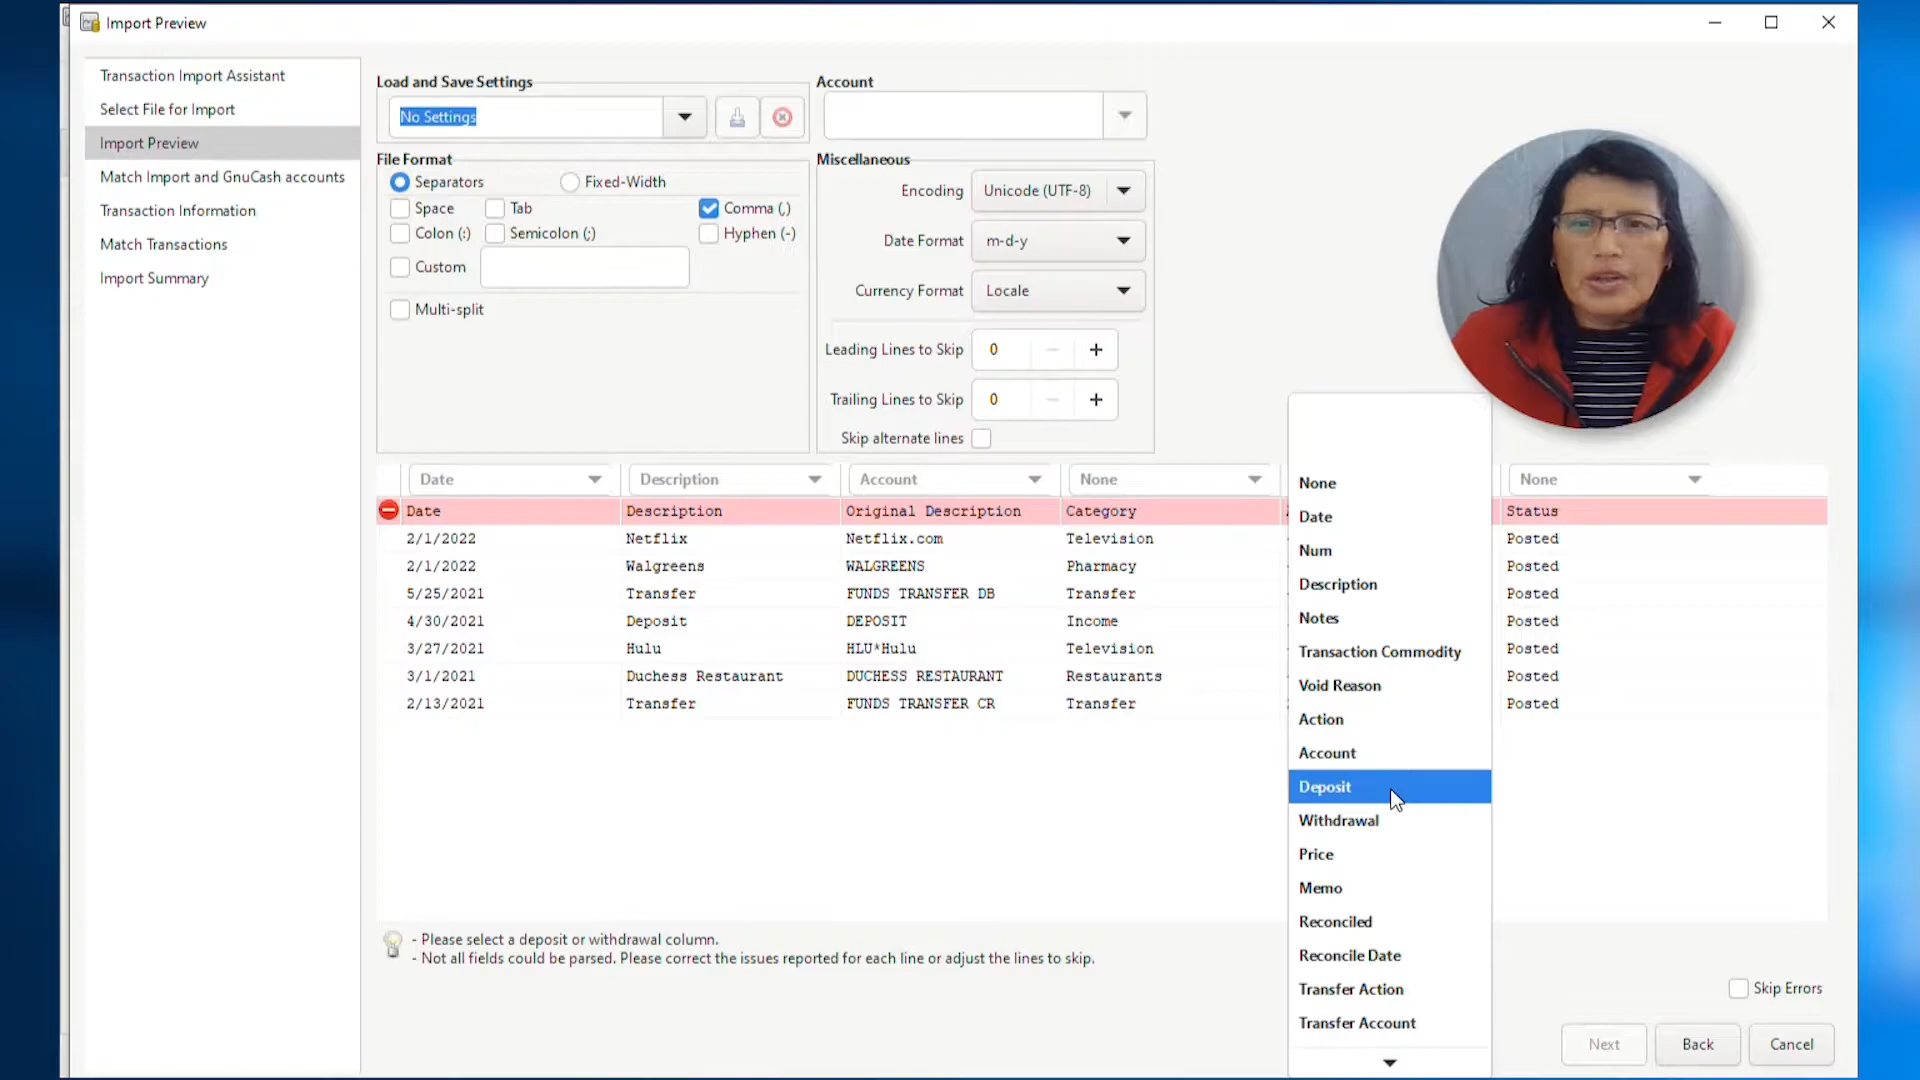 Import Preview
Transaction Import Assistant
Select File for Import
Import Preview
Match Import and GnuCash accounts
Transaction Information
Match Transactions
Import Summary
Load and Save Settings
No Settings
Account
File Format
Separators Fixed-Width
Space Tab Comma (,)
Colon (:) Semicolon (;) Hyphen (-)
Custom
Multi-split
Miscellaneous
Encoding Unicode (UTF-8)
Date Format m-d-y
Currency Format Locale
Leading Lines to Skip 0
Trailing Lines to Skip 0
Skip alternate lines
Date Description Account None None
Date Description Original Description Category Status
2/1/2022 Netflix Netflix.com Television Posted
2/1/2022 Walgreens WALGREENS Pharmacy Posted
5/25/2021 Transfer FUNDS TRANSFER DB Transfer Posted
4/30/2021 Deposit DEPOSIT Income Posted
3/27/2021 Hulu HLU*Hulu Television Posted
3/1/2021 Duchess Restaurant DUCHESS RESTAURANT Restaurants Posted
2/13/2021 Transfer FUNDS TRANSFER CR Transfer Posted
None
Date
Num
Description
Notes
Transaction Commodity
Void Reason
Action
Account
Deposit
Withdrawal
Price
Memo
Reconciled
Reconcile Date
Transfer Action
Transfer Account
- Please select a deposit or withdrawal column.
- Not all fields could be parsed. Please correct the issues reported for each line or adjust the lines to skip.
Skip Errors
Next Back Cancel